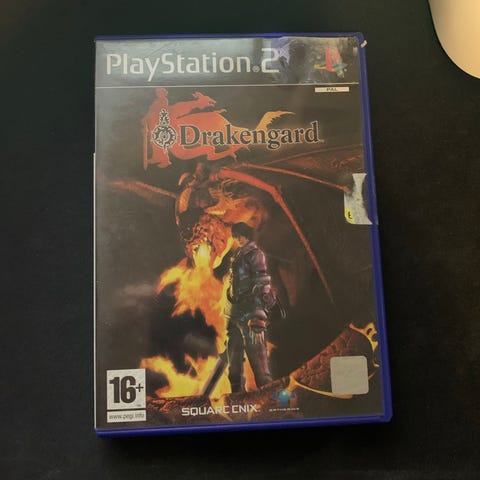 PlayStation.2
PAL
Drakengard
16+
www.pegi.info
SQUARE ENIX